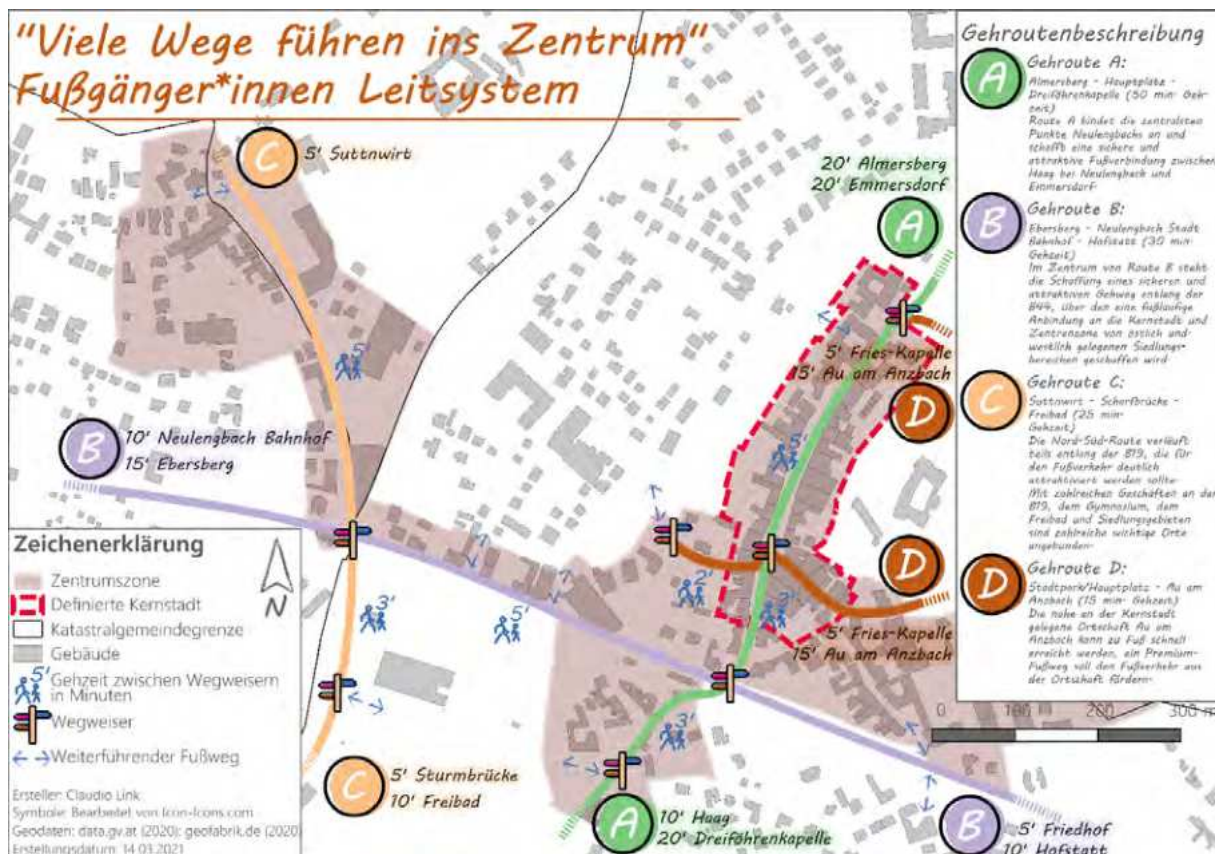 "Viele Wege führen ins Zentrum"
Fußgänger*innen Leitsystem
C
5' Suttnwirt
20' Almersberg
20' Emmersdorf
A
5' Fries-Kapelle
15' Au am Anzbach
D
5'
5'
B
10' Neulengbach Bahnhof
15' Ebersberg
D
5' Fries-Kapelle
15' Au am Anzbach
2'
3'
3'
5'
3'
C
5' Sturmbrücke
10' Freibad
A
10' Haag
20' Dreiföhrenkapelle
B
5' Friedhof
10' Hofstatt
Zeichenerklärung
N
Zentrumszone
Definierte Kernstadt
Katastralgemeindegrenze
Gebäude
5'
Gehzeit zwischen Wegweisern
in Minuten
Wegweiser
Weiterführender Fußweg
Ersteller: Claudio Link
Symbole: Bearbeitet von Icon-Icons.com
Geodaten: data.gv.at (2020); geofabrik.de (2020)
Erstellungsdatum: 14.03.2021
Gehroutenbeschreibung
A
Gehroute A:
Almersberg - Hauptplatz -
Dreiföhrenkapelle (50 min- Geh-
zeit)
Route A bindet die zentralsten
Punkte Neulengbachs an und
schafft eine sichere und
attraktive Fußverbindung zwischen
Haag bei Neulengbach und
Emmersdorf-
B
Gehroute B:
Ebersberg - Neulengbach Stadt
Bahnhof - Hofstatt (30 min-
Gehzeit)
Im Zentrum von Route B steht
die Schaffung eines sicheren und
attraktiven Gehweg entlang der
B44, über den eine fußläufige
Anbindung an die Kernstadt und
Zentrenzone von östlich und
westlich gelegenen Siedlungs-
bereichen geschaffen wird-
C
Gehroute C:
Suttnwirt - Scharfbrücke -
Freibad (25 min-
Gehzeit)
Die Nord-Süd-Route verläuft
teils entlang der B19, die für
den Fußverkehr deutlich
attraktiviert werden sollte-
Mit zahlreichen Geschäften an der
B19, dem Gymnasium, dem
Freibad und Siedlungsgebieten
sind zahlreiche wichtige Orte
angebunden-
D
Gehroute D:
Stadtpark/Hauptplatz - Au am
Anzbach (15 min- Gehzeit)
Die nahe an der Kernstadt
gelegene Ortschaft Au am
Anzbach kann zu Fuß schnell
erreicht werden, ein Premium-
Fußweg soll den Fußverkehr aus
der Ortschaft fördern-
0 100 200 300 m